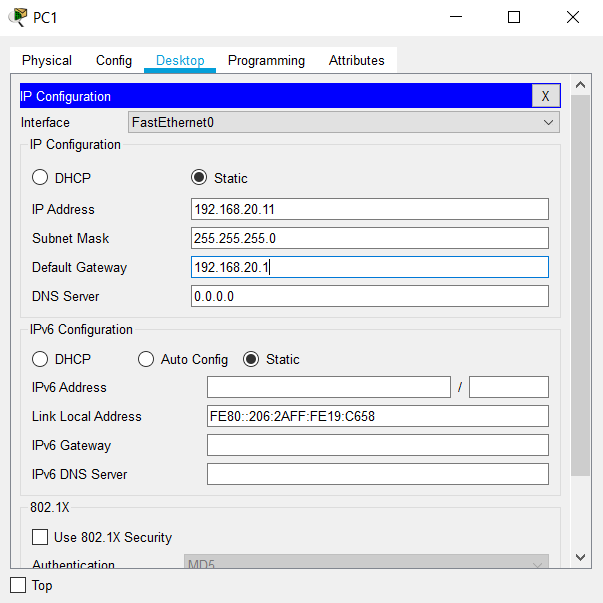 PC1
Physical Config Desktop Programming Attributes
IP Configuration X
Interface FastEthernet0
IP Configuration
DHCP Static
IP Address 192.168.20.11
Subnet Mask 255.255.255.0
Default Gateway 192.168.20.1
DNS Server 0.0.0.0
IPv6 Configuration
DHCP Auto Config Static
IPv6 Address /
Link Local Address FE80::206:2AFF:FE19:C658
IPv6 Gateway
IPv6 DNS Server
802.1X
Use 802.1X Security
Authentication MD5
Top